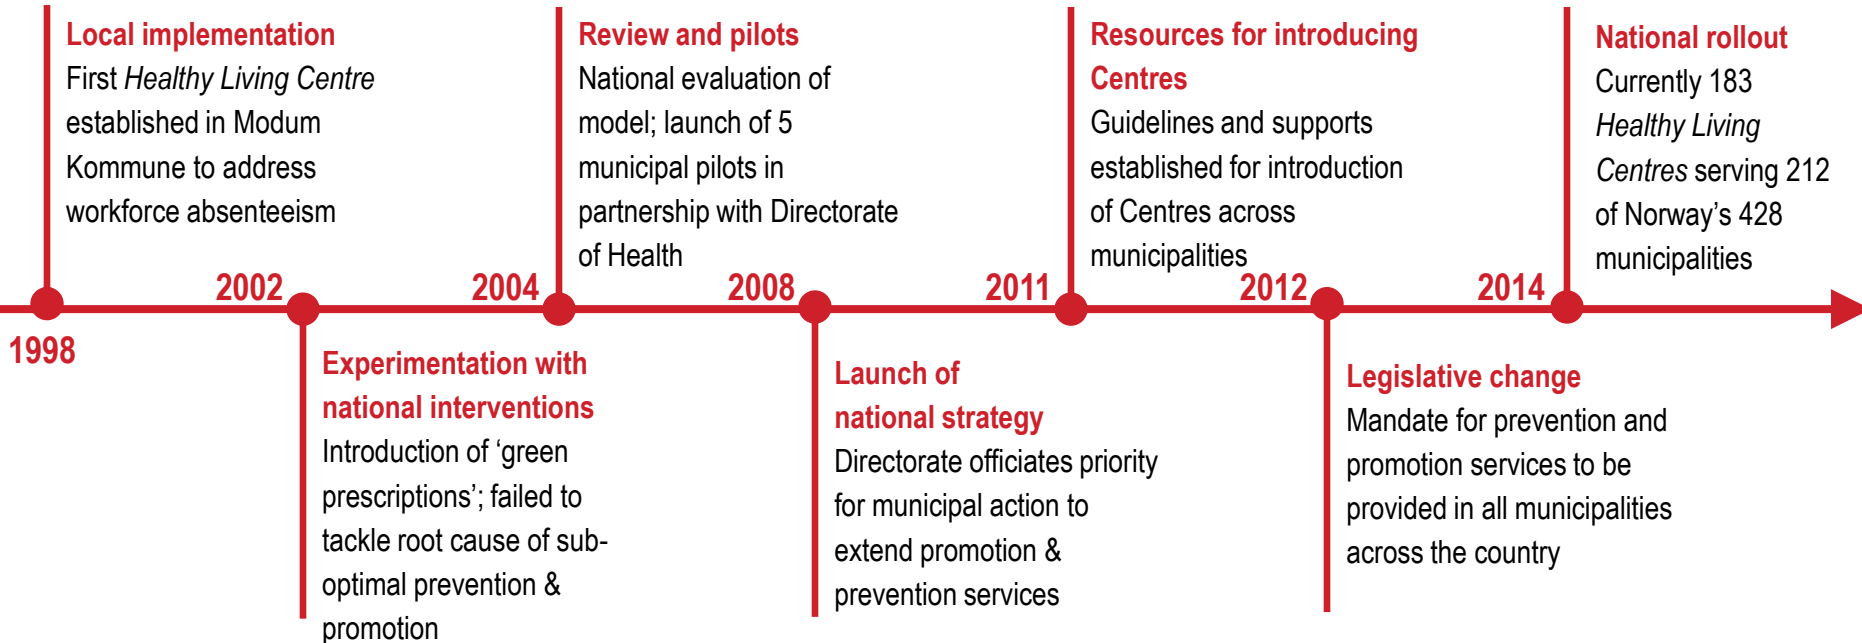 1998
Local implementation
First Healthy Living Centre
established in Modum
Kommune to address
workforce absenteeism
2002
Experimentation with
national interventions
Introduction of ‘green
prescriptions’; failed to
tackle root cause of sub-
optimal prevention &
promotion
2004
Review and pilots
National evaluation of
model; launch of 5
municipal pilots in
partnership with Directorate
of Health
2008
Launch of
national strategy
Directorate officiates priority
for municipal action to
extend promotion &
prevention services
2011
Resources for introducing
Centres
Guidelines and supports
established for introduction
of Centres across
municipalities
2012
Legislative change
Mandate for prevention and
promotion services to be
provided in all municipalities
across the country
2014
National rollout
Currently 183
Healthy Living
Centres serving 212
of Norway’s 428
municipalities